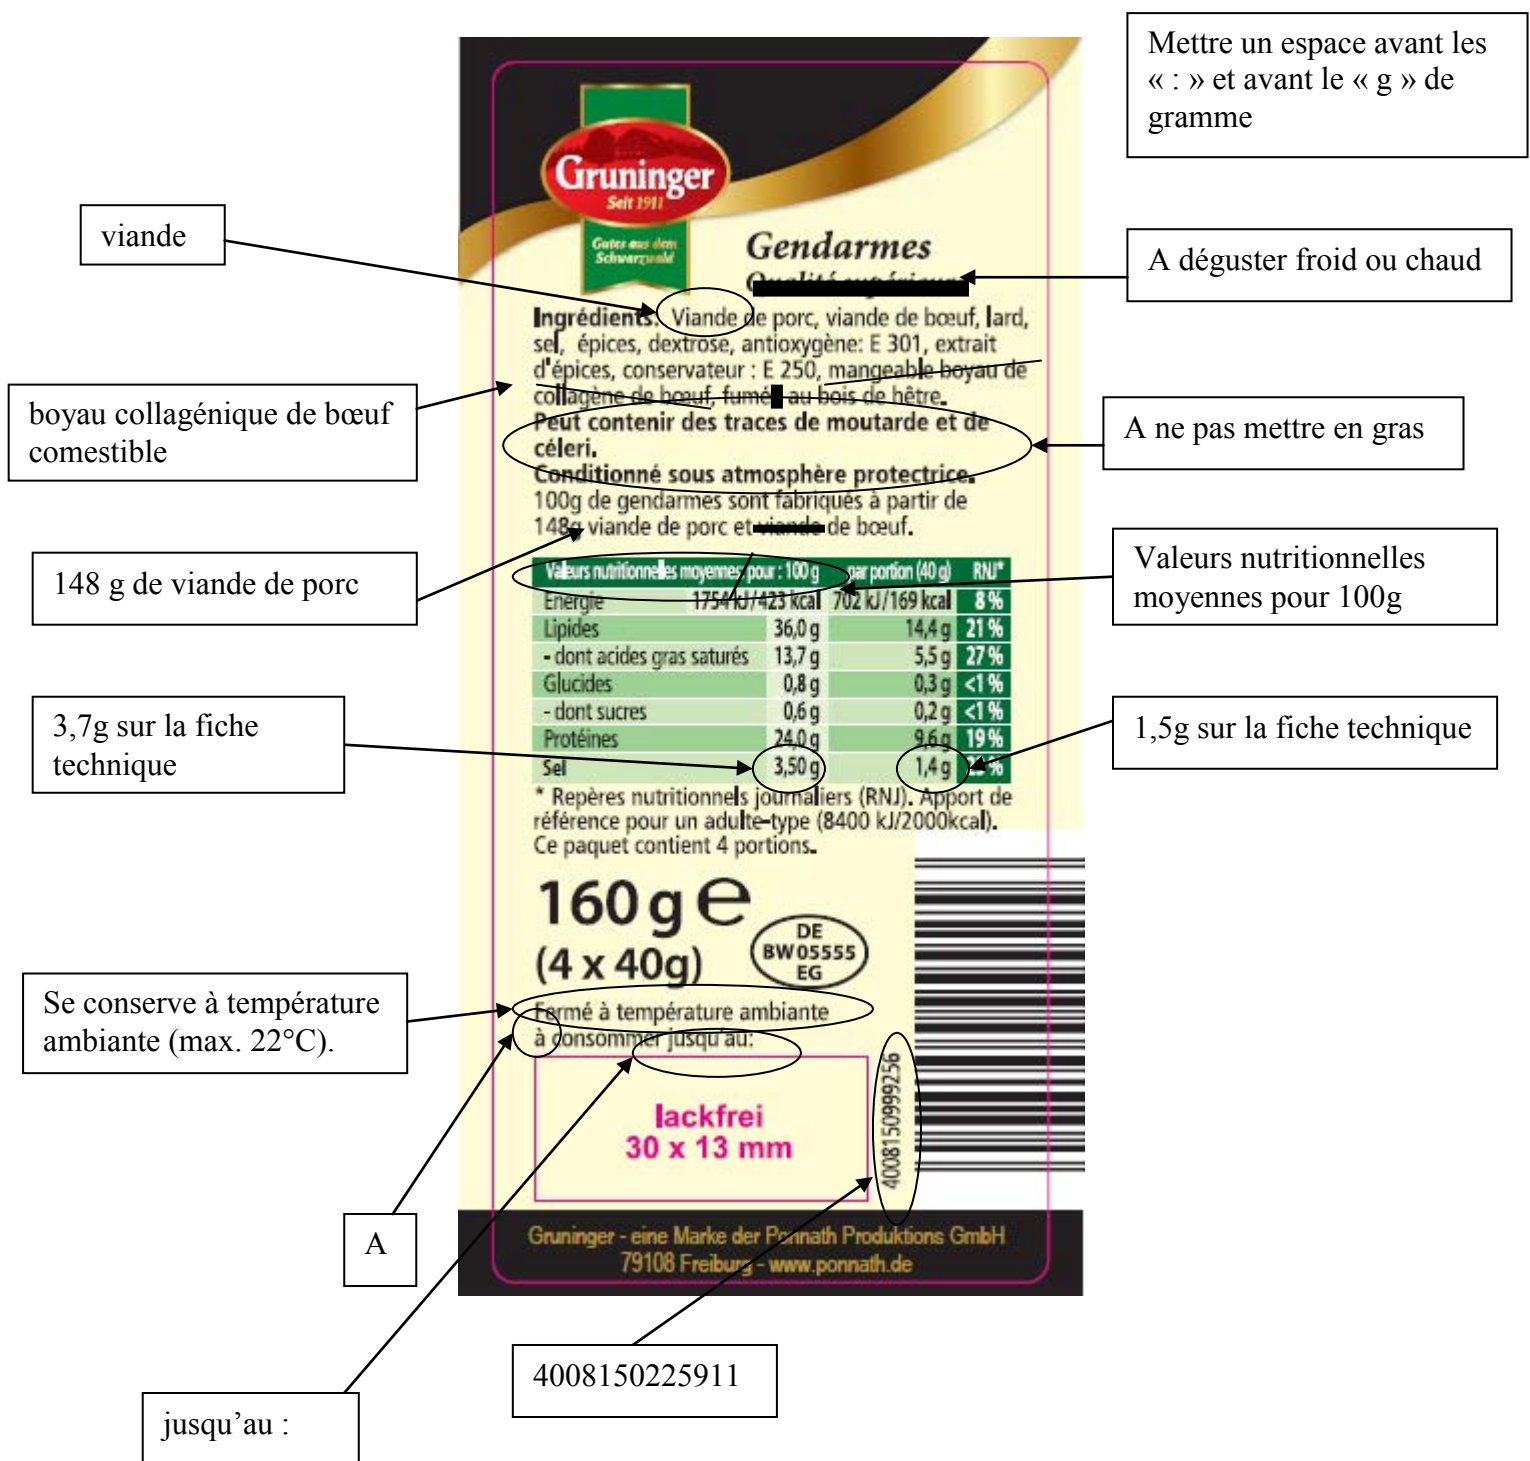 Mettre un espace avant les
« : » et avant le « g » de
gramme
Gruninger
Seit 1911
Gutes aus dem
Schwarzwald
viande
Gendarmes
A déguster froid ou chaud
Ingrédients: Viande de porc, viande de bœuf, lard,
sel, épices, dextrose, antioxygène: E 301, extrait
d'épices, conservateur : E 250, mangeable boyau de
collagène de bœuf, fumé au bois de hêtre.
Peut contenir des traces de moutarde et de
céleri.
Conditionné sous atmosphère protectrice.
100g de gendarmes sont fabriqués à partir de
148g viande de porc et viande de bœuf.
boyau collagénique de bœuf
comestible
A ne pas mettre en gras
148 g de viande de porc
Valeurs nutritionnelles
moyennes pour 100g
Valeurs nutritionnelles moyennes pour : 100 g par portion (40 g) RNJ*
Energie 1754 kJ/423 kcal 702 kJ/169 kcal 8 %
Lipides 36,0 g 14,4 g 21 %
- dont acides gras saturés 13,7 g 5,5 g 27 %
Glucides 0,8 g 0,3 g <1 %
- dont sucres 0,6 g 0,2 g <1 %
Protéines 24,0 g 9,6 g 19 %
Sel 3,50 g 1,4 g
3,7g sur la fiche
technique
1,5g sur la fiche technique
* Repères nutritionnels journaliers (RNJ). Apport de
référence pour un adulte-type (8400 kJ/2000kcal).
Ce paquet contient 4 portions.
160 g e
(4 x 40g)
DE
BW 05555
EG
Se conserve à température
ambiante (max. 22°C).
Fermé à température ambiante
à consommer jusqu'au:
lackfrei
30 x 13 mm
4008150999256
A
Gruninger - eine Marke der Ponnath Produktions GmbH
79108 Freiburg - www.ponnath.de
4008150225911
jusqu’au :